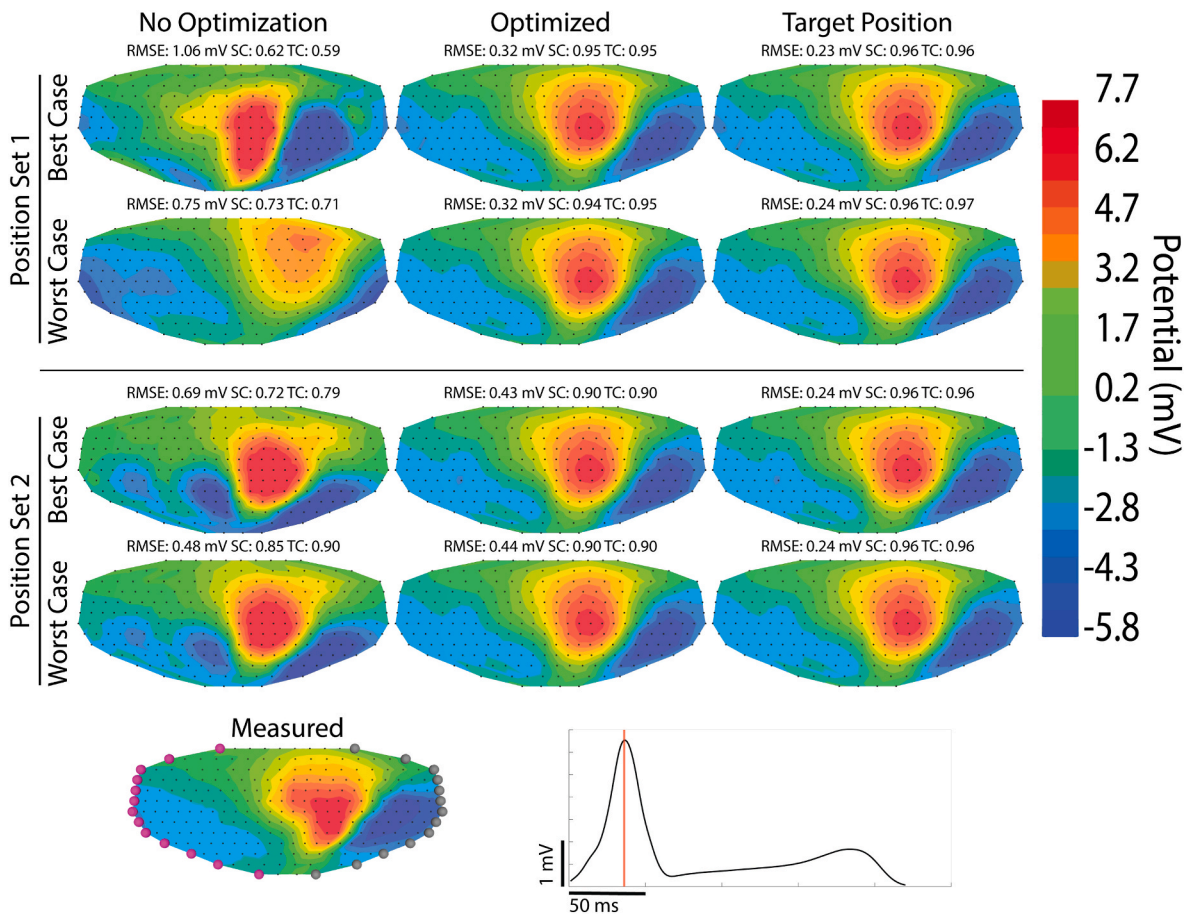 No Optimization Optimized Target Position
RMSE: 1.06 mV SC: 0.62 TC: 0.59 RMSE: 0.32 mV SC: 0.95 TC: 0.95 RMSE: 0.23 mV SC: 0.96 TC: 0.96
Position Set 1
Best Case
RMSE: 0.75 mV SC: 0.73 TC: 0.71 RMSE: 0.32 mV SC: 0.94 TC: 0.95 RMSE: 0.24 mV SC: 0.96 TC: 0.97
Worst Case
RMSE: 0.69 mV SC: 0.72 TC: 0.79 RMSE: 0.43 mV SC: 0.90 TC: 0.90 RMSE: 0.24 mV SC: 0.96 TC: 0.96
Position Set 2
Best Case
RMSE: 0.48 mV SC: 0.85 TC: 0.90 RMSE: 0.44 mV SC: 0.90 TC: 0.90 RMSE: 0.24 mV SC: 0.96 TC: 0.96
Worst Case
7.7
6.2
4.7
3.2
1.7
0.2
-1.3
-2.8
-4.3
-5.8
Potential (mV)
Measured
1 mV
50 ms